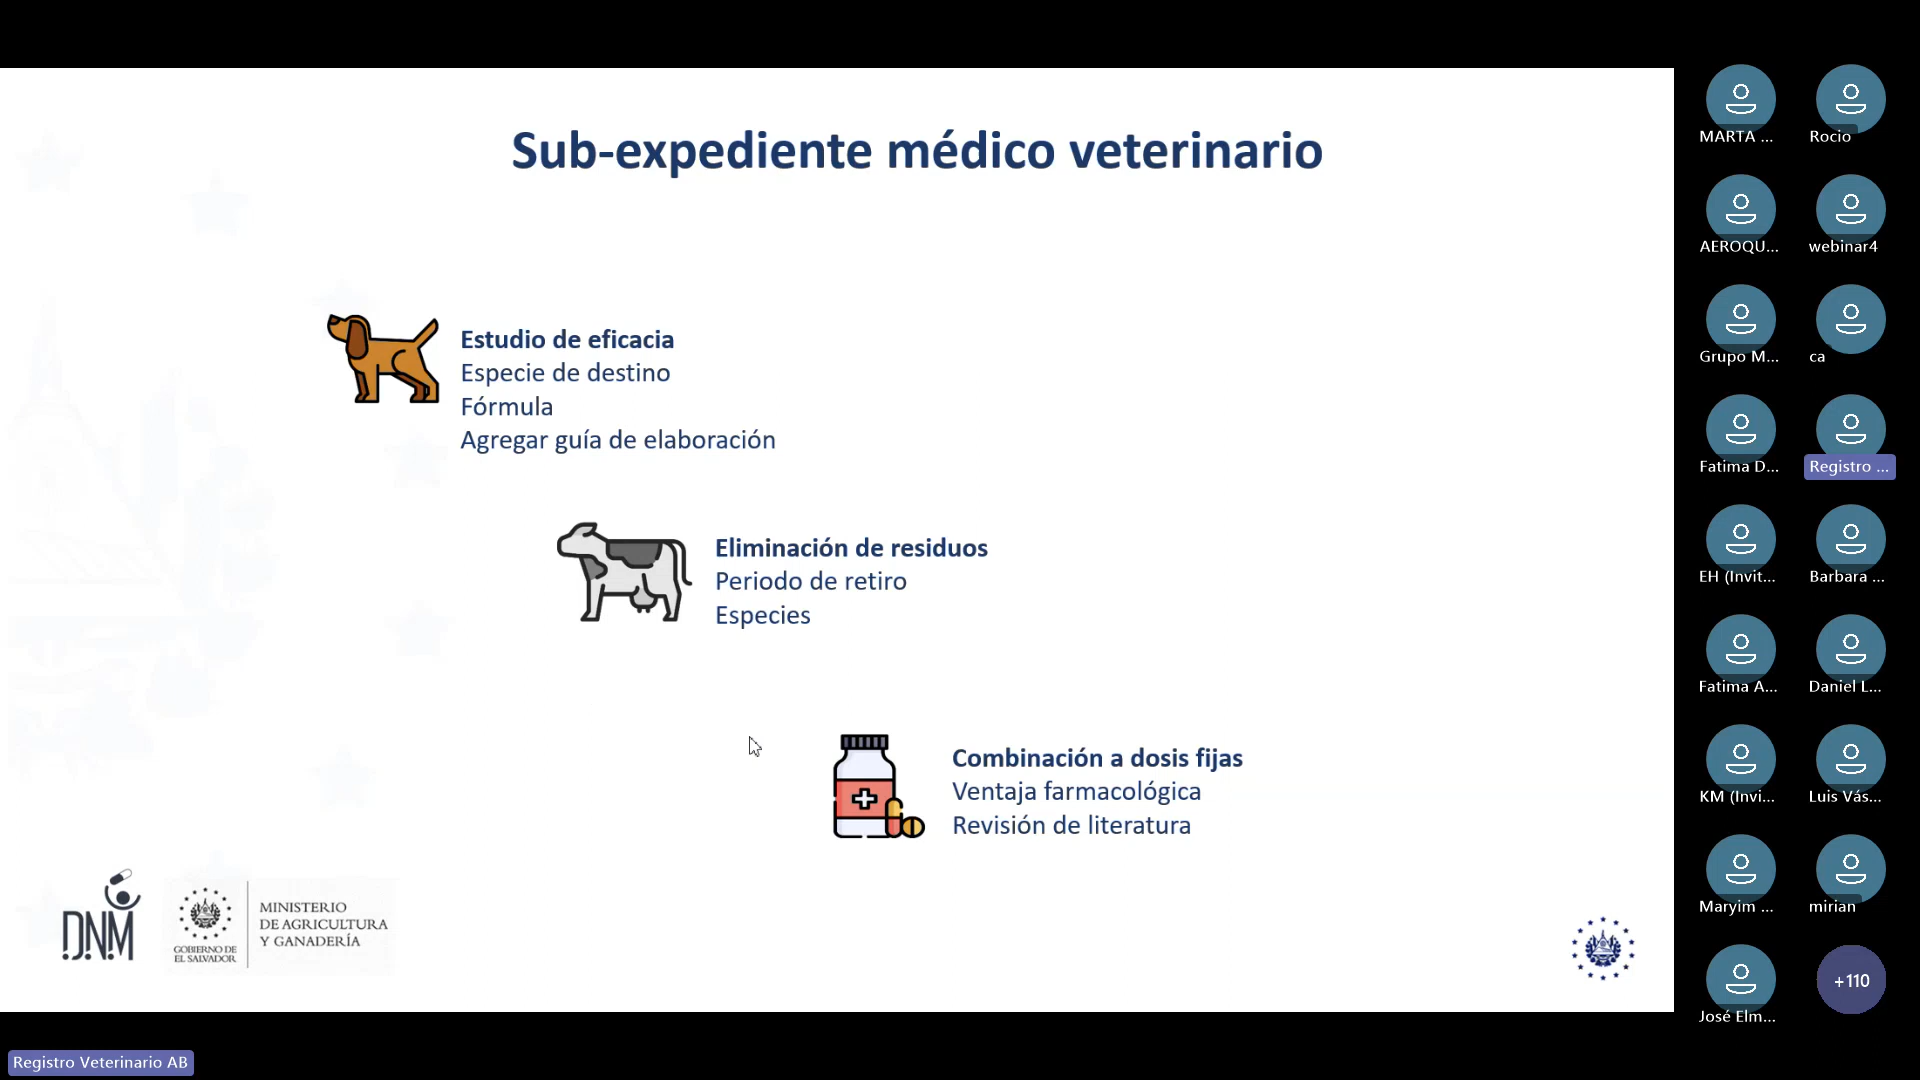 Sub-expediente médico veterinario
Estudio de eficacia
Especie de destino
Fórmula
Agregar guía de elaboración
Eliminación de residuos
Periodo de retiro
Especies
Combinación a dosis fijas
Ventaja farmacológica
Revisión de literatura
DNM
GOBIERNO DE
EL SALVADOR
MINISTERIO
DE AGRICULTURA
Y GANADERÍA
MARTA ...
Rocio
AEROQU...
webinar4
Grupo M...
ca
Fatima D...
Registro ...
EH (Invit...
Barbara ...
Fatima A...
Daniel L...
KM (Invi...
Luis Vás...
Maryim ...
mirian
José Elm...
+110
Registro Veterinario AB